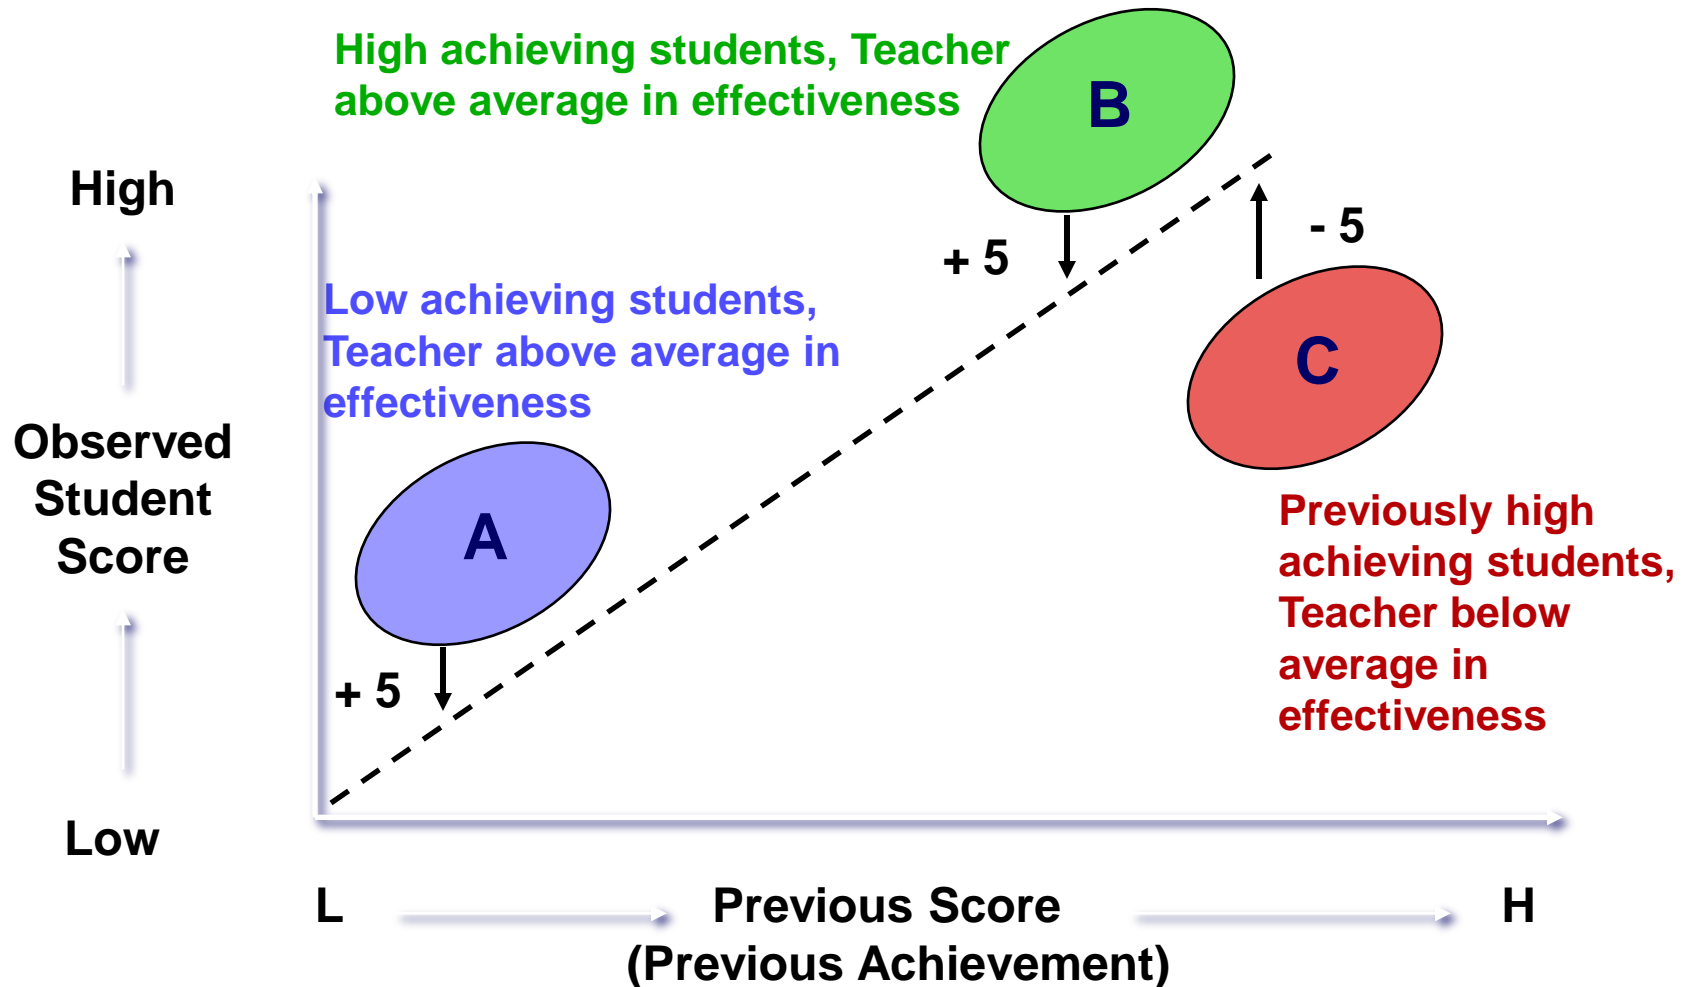 High achieving students, Teacher
above average in effectiveness
B
High
- 5
+ 5
Low achieving students,
Teacher above average in
effectiveness
C
Observed
Student
Score
A
Previously high
achieving students,
Teacher below
average in
effectiveness
+ 5
Low
L
Previous Score
(Previous Achievement)
H